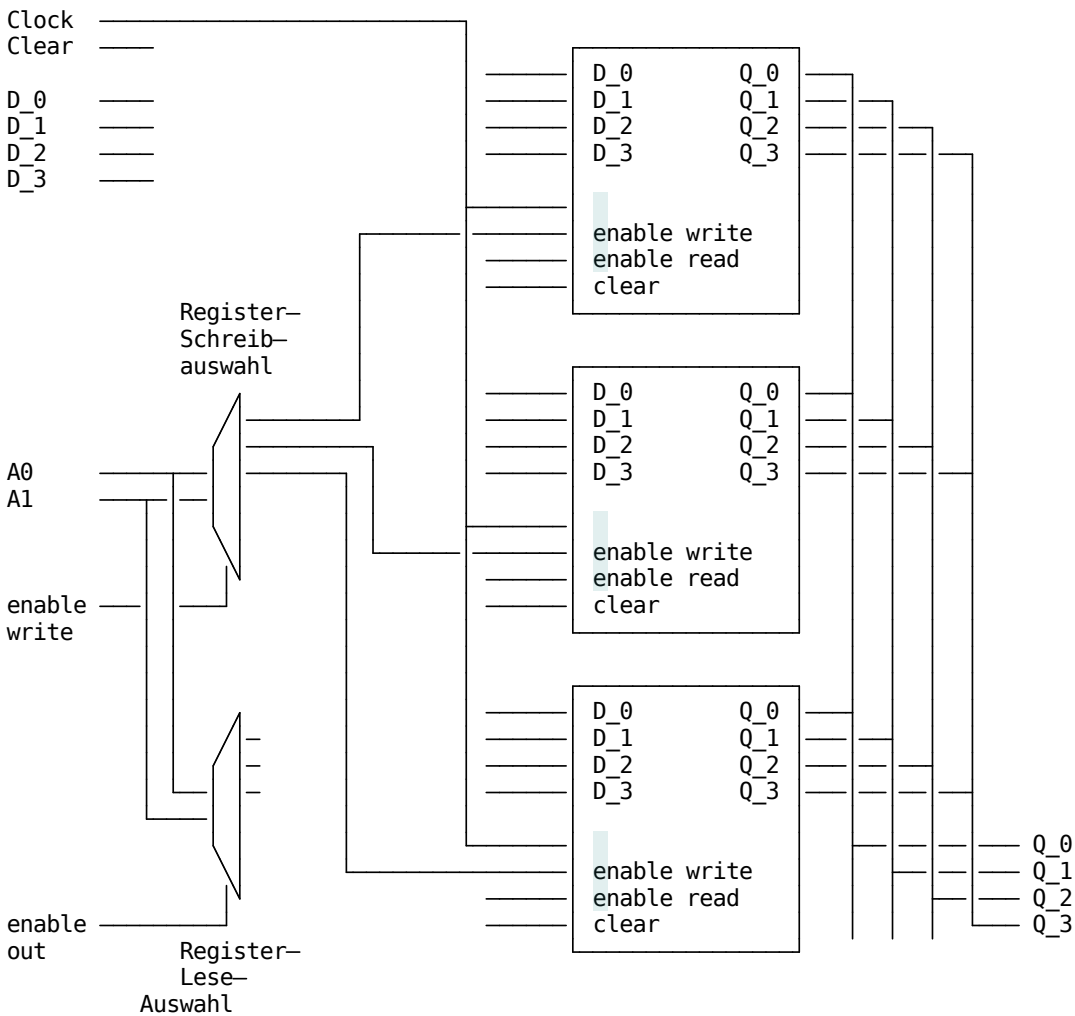 Clock
Clear
D_0
D_1
D_2
D_3
D_0 Q_0
D_1 Q_1
D_2 Q_2
D_3 Q_3
enable write
enable read
clear
Register–
Schreib–
auswahl
D_0 Q_0
D_1 Q_1
D_2 Q_2
D_3 Q_3
enable write
enable read
clear
A0
A1
enable
write
D_0 Q_0
D_1 Q_1
D_2 Q_2
D_3 Q_3
enable write
enable read
clear
enable
out
Register–
Lese–
Auswahl
Q_0
Q_1
Q_2
Q_3